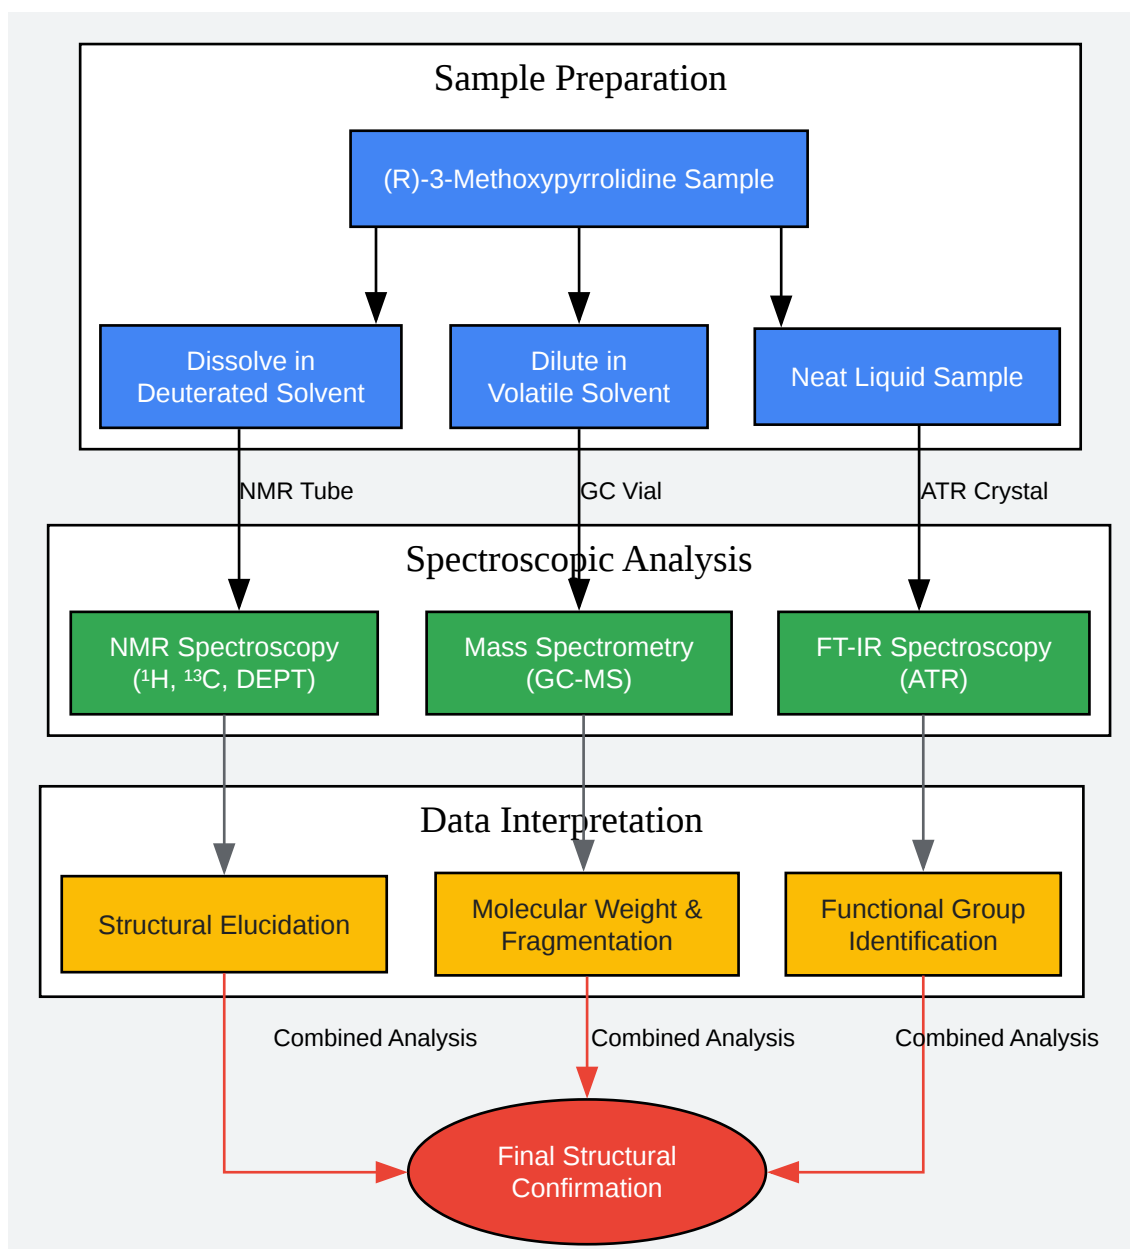 Sample Preparation
(R)-3-Methoxypyrrolidine Sample
Dissolve in
Deuterated Solvent
Dilute in
Volatile Solvent
Neat Liquid Sample
NMR Tube
GC Vial
ATR Crystal
Spectroscopic Analysis
NMR Spectroscopy
(¹H, ¹³C, DEPT)
Mass Spectrometry
(GC-MS)
FT-IR Spectroscopy
(ATR)
Data Interpretation
Structural Elucidation
Molecular Weight &
Fragmentation
Functional Group
Identification
Combined Analysis
Combined Analysis
Combined Analysis
Final Structural
Confirmation